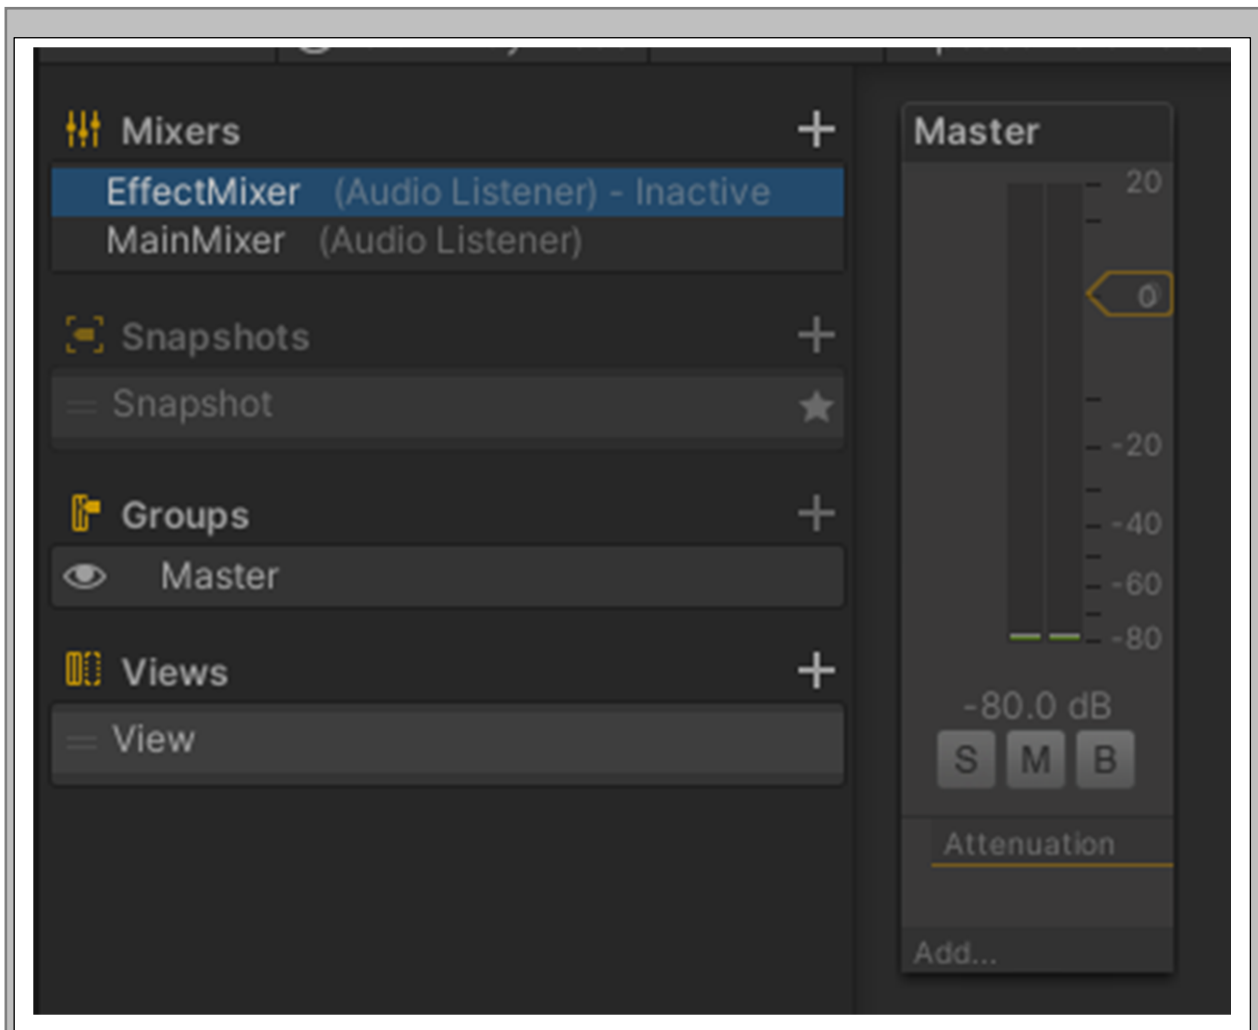 Mixers
EffectMixer (Audio Listener) - Inactive
MainMixer (Audio Listener)
Snapshots
Snapshot
Groups
Master
Views
View
Master
20
0
-20
-40
-60
-80
-80.0 dB
S M B
Attenuation
Add...